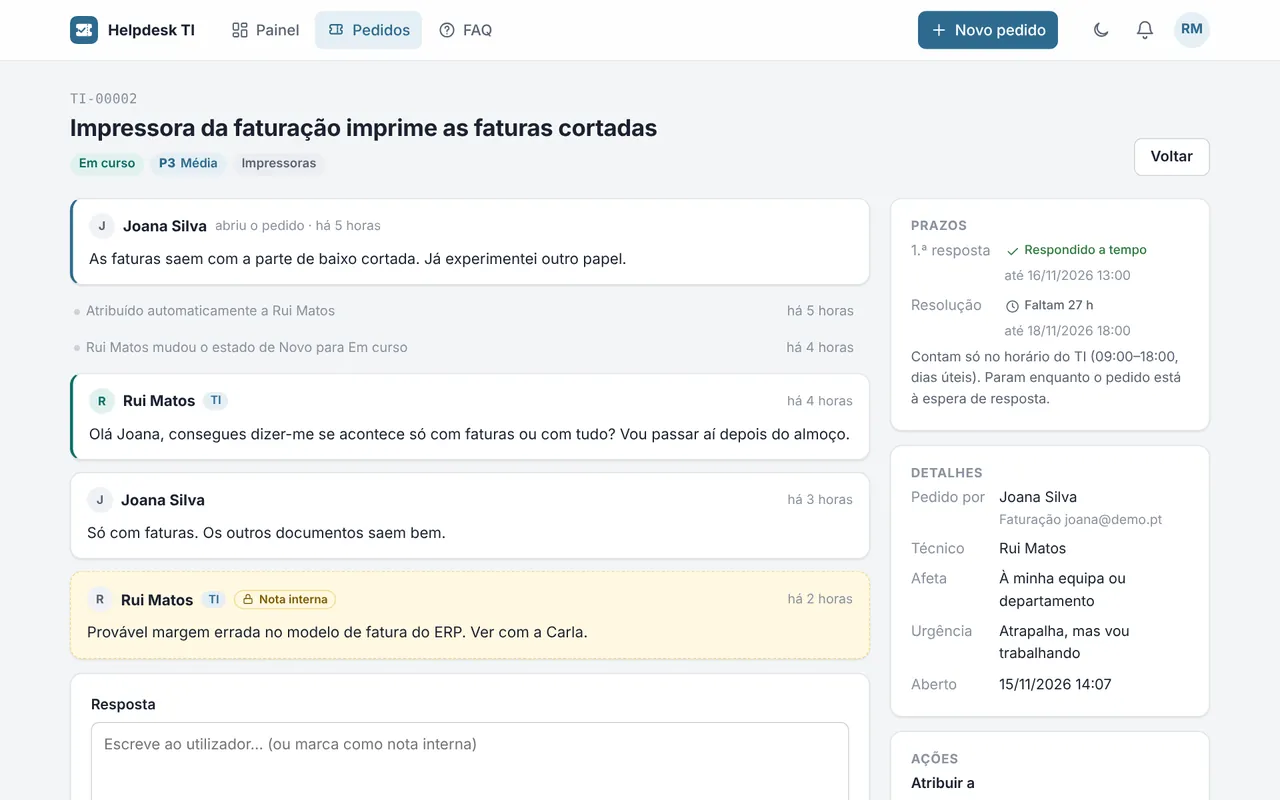 Helpdesk TI
Painel
Pedidos
FAQ
Novo pedido
RM
TI-00002
Impressora da faturação imprime as faturas cortadas
Em curso
P3 Média
Impressoras
Voltar
J Joana Silva abriu o pedido · há 5 horas
As faturas saem com a parte de baixo cortada. Já experimentei outro papel.
Atribuído automaticamente a Rui Matos há 5 horas
Rui Matos mudou o estado de Novo para Em curso há 4 horas
R Rui Matos TI há 4 horas
Olá Joana, consegues dizer-me se acontece só com faturas ou com tudo? Vou passar aí depois do almoço.
J Joana Silva há 3 horas
Só com faturas. Os outros documentos saem bem.
R Rui Matos TI Nota interna há 2 horas
Provável margem errada no modelo de fatura do ERP. Ver com a Carla.
Resposta
Escreve ao utilizador... (ou marca como nota interna)
PRAZOS
1.ª resposta Respondido a tempo
até 16/11/2026 13:00
Resolução Faltam 27 h
até 18/11/2026 18:00
Contam só no horário do TI (09:00–18:00,
dias úteis). Param enquanto o pedido está
à espera de resposta.
DETALHES
Pedido por Joana Silva
Faturação joana@demo.pt
Técnico Rui Matos
Afeta À minha equipa ou
departamento
Urgência Atrapalha, mas vou
trabalhando
Aberto 15/11/2026 14:07
AÇÕES
Atribuir a